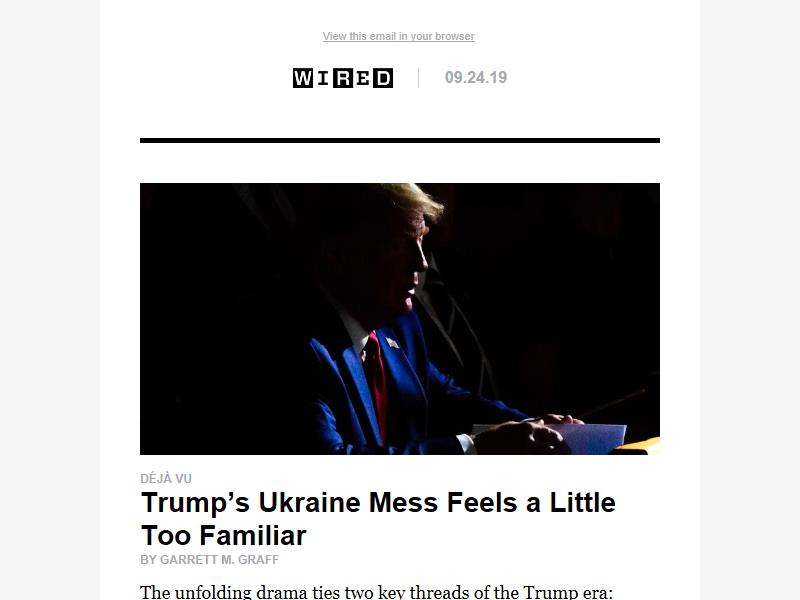 View this email in your browser
WIRED 09.24.19
DÉJÀ VU
Trump’s Ukraine Mess Feels a Little
Too Familiar
BY GARRETT M. GRAFF
The unfolding drama ties two key threads of the Trump era: